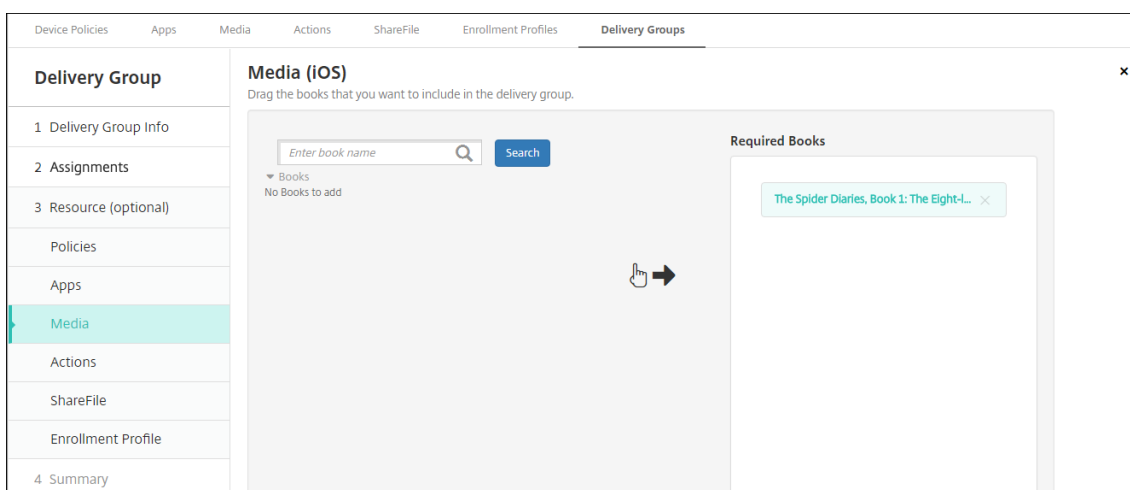 Device Policies Apps Media Actions ShareFile Enrollment Profiles Delivery Groups
Delivery Group
1 Delivery Group Info
2 Assignments
3 Resource (optional)
Policies
Apps
Media
Actions
ShareFile
Enrollment Profile
4 Summary
Media (iOS)
Drag the books that you want to include in the delivery group.
Enter book name
Search
Books
No Books to add
Required Books
The Spider Diaries, Book 1: The Eight-l...